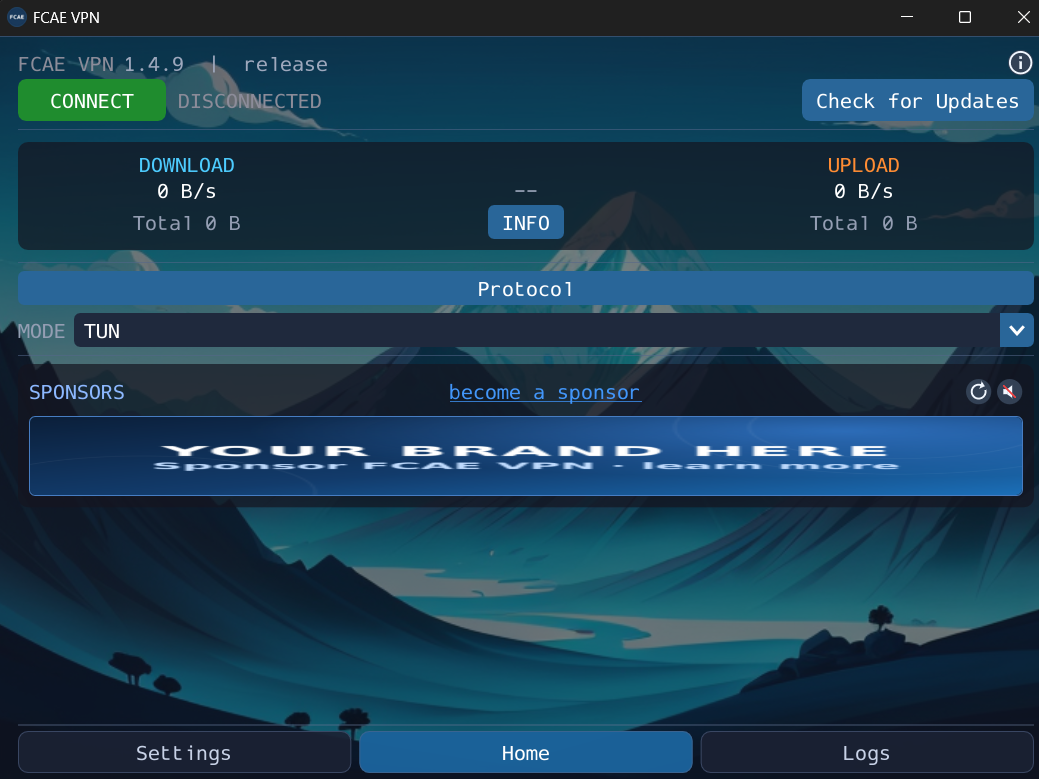 FCAE FCAE VPN
FCAE VPN 1.4.9 | release
CONNECT DISCONNECTED Check for Updates
DOWNLOAD UPLOAD
0 B/s -- 0 B/s
Total 0 B INFO Total 0 B
Protocol
MODE TUN
SPONSORS become a sponsor
YOUR BRAND HERE
Sponsor FCAE VPN · learn more
Settings Home Logs